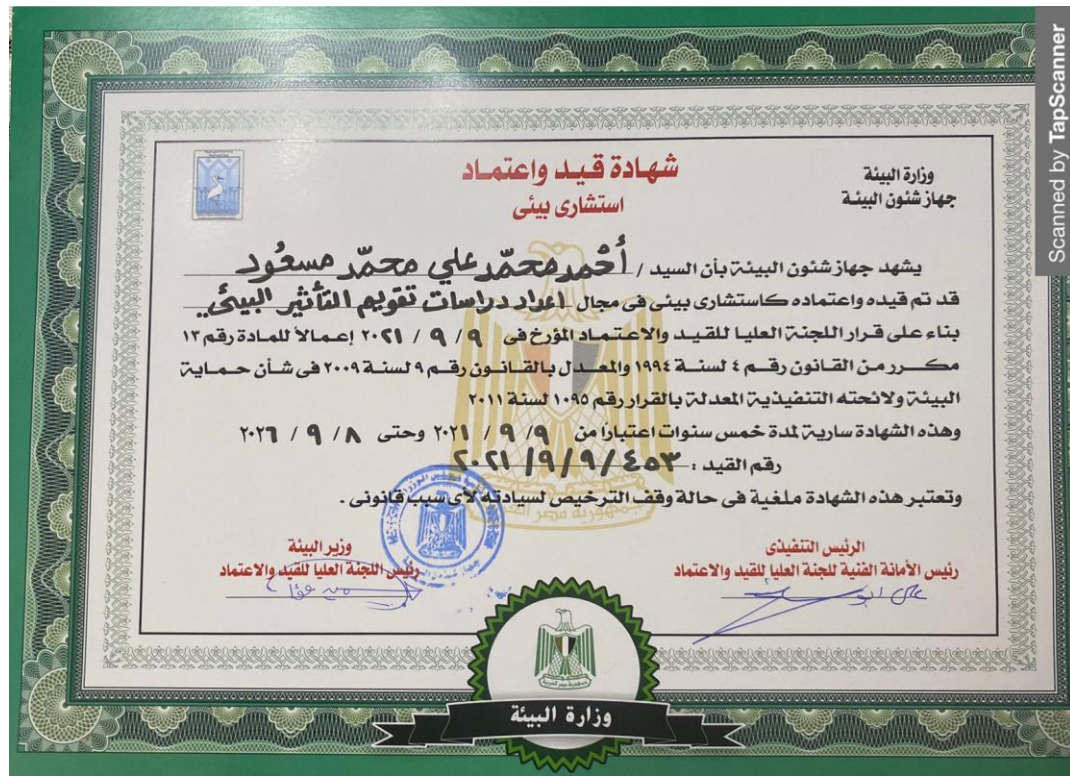 وزارة البيئة
جهاز شئون البيئة
شهادة قيد واعتماد
استشارى بيئى
يشهد جهاز شئون البيئة بأن السيد / أحمد محمد علي محمد مسعود
قد تم قيده واعتماده كاستشارى بيئى فى مجال إعداد دراسات تقويم التأثير البيئي
بناء على قرار اللجنة العليا للقيد والاعتماد المؤرخ فى ٩ / ٩ / ٢٠٢١ إعمالاً للمادة رقم ١٣
مكرر من القانون رقم ٤ لسنة ١٩٩٤ والمعدل بالقانون رقم ٩ لسنة ٢٠٠٩ فى شأن حماية
البيئة ولائحته التنفيذية المعدلة بالقرار رقم ١٠٩٥ لسنة ٢٠١١
وهذه الشهادة سارية لمدة خمس سنوات اعتباراً من ٩ / ٩ / ٢٠٢١ وحتى ٨ / ٩ / ٢٠٢٦
رقم القيد : ٤٥٣ / ٩ / ٩ / ٢٠٢١
وتعتبر هذه الشهادة ملغية فى حالة وقف الترخيص لسيادته لأى سبب قانونى .
الرئيس التنفيذى
رئيس الأمانة الفنية للجنة العليا للقيد والاعتماد
وزير البيئة
رئيس اللجنة العليا للقيد والاعتماد
جمهورية مصر العربية
وزارة البيئة
Scanned by TapScanner